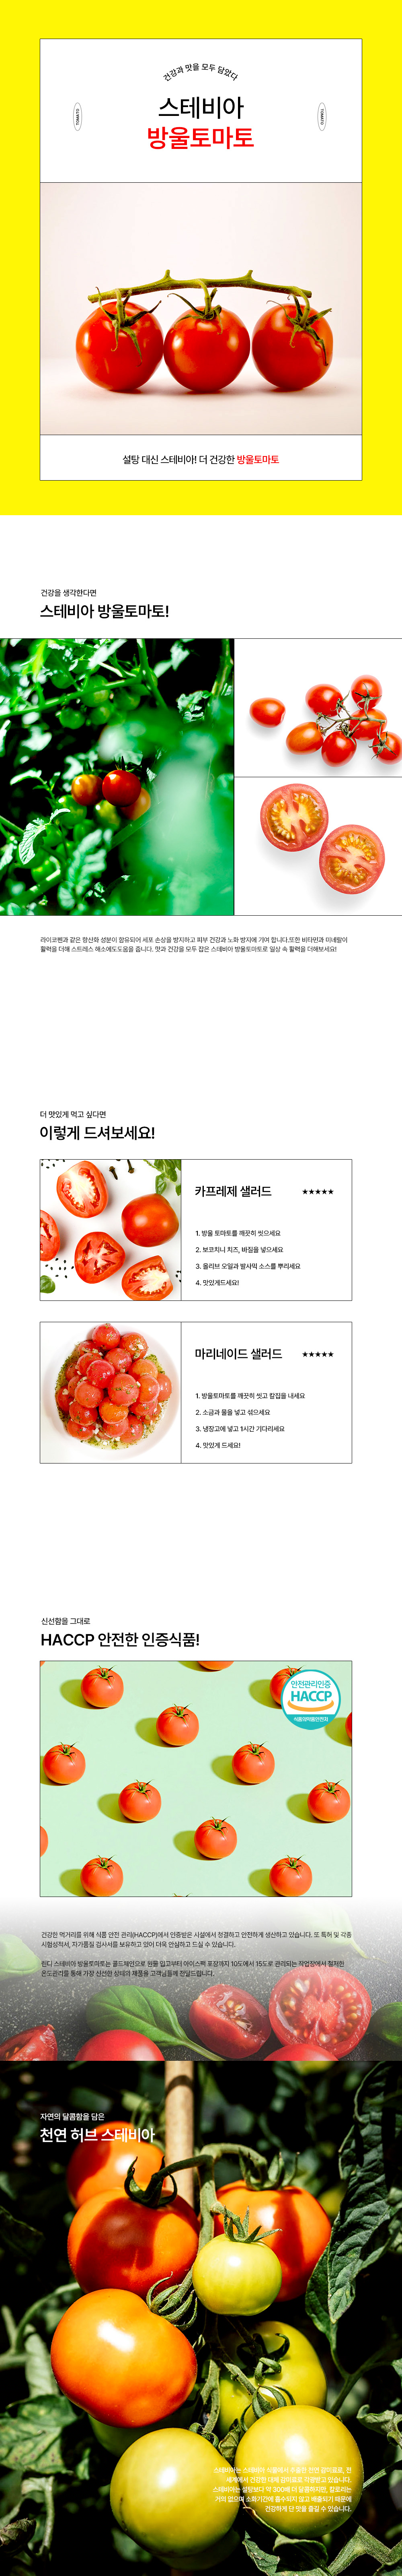 건강과 맛을 모두 담았다
스테비아
방울토마토
TOMATO
설탕 대신 스테비아! 더 건강한 방울토마토
건강을 생각한다면
스테비아 방울토마토!
라이코펜과 같은 항산화 성분이 함유되어 세포 손상을 방지하고 피부 건강과 노화 방지에 기여 합니다.또한 비타민과 미네랄이
활력을 더해 스트레스 해소에도도움을 줍니다. 맛과 건강을 모두 잡은 스테비아 방울토마토로 일상 속 활력을 더해보세요!
더 맛있게 먹고 싶다면
이렇게 드셔보세요!
카프레제 샐러드 ★★★★★
1. 방울 토마토를 깨끗히 씻으세요
2. 보코치니 치즈, 바질을 넣으세요
3. 올리브 오일과 발사믹 소스를 뿌리세요
4. 맛있게드세요!
마리네이드 샐러드 ★★★★★
1. 방울토마토를 깨끗히 씻고 칼집을 내세요
2. 소금과 물을 넣고 섞으세요
3. 냉장고에 넣고 1시간 기다리세요
4. 맛있게 드세요!
신선함을 그대로
HACCP 안전한 인증식품!
안전관리인증
HACCP
식품의약품안전처
건강한 먹거리를 위해 식품 안전 관리(HACCP)에서 인증받은 시설에서 청결하고 안전하게 생산하고 있습니다. 또 특허 및 각종
시험성적서, 자가품질 검사서를 보유하고 있어 더욱 안심하고 드실 수 있습니다.
린디 스테비아 방울토마토는 콜드체인으로 원물 입고부터 아이스팩 포장까지 10도에서 15도로 관리되는 작업장에서 철저한
온도관리를 통해 가장 신선한 상태의 제품을 고객님들께 전달드립니다.
자연의 달콤함을 담은
천연 허브 스테비아
스테비아는 스테비아 식물에서 추출한 천연 감미료로, 전
세계에서 건강한 대체 감미료로 각광받고 있습니다.
스테비아는 설탕보다 약 300배 더 달콤하지만, 칼로리는
거의 없으며 소화기관에 흡수되지 않고 배출되기 때문에
건강하게 단 맛을 즐길 수 있습니다.